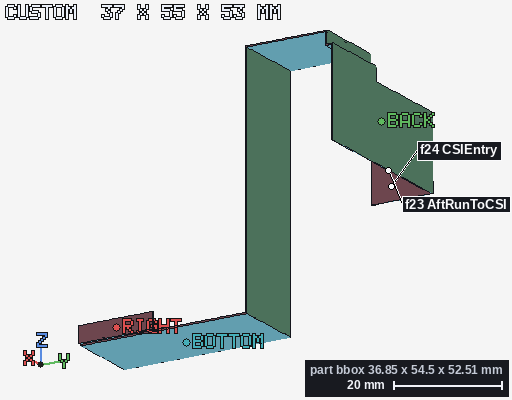 CUSTOM 37 X 55 X 53 MM
BACK
f24 CSIEntry
f23 AftRunToCSI
RIGHT
BOTTOM
Z
X
Y
part bbox 36.85 x 54.5 x 52.51 mm
20 mm